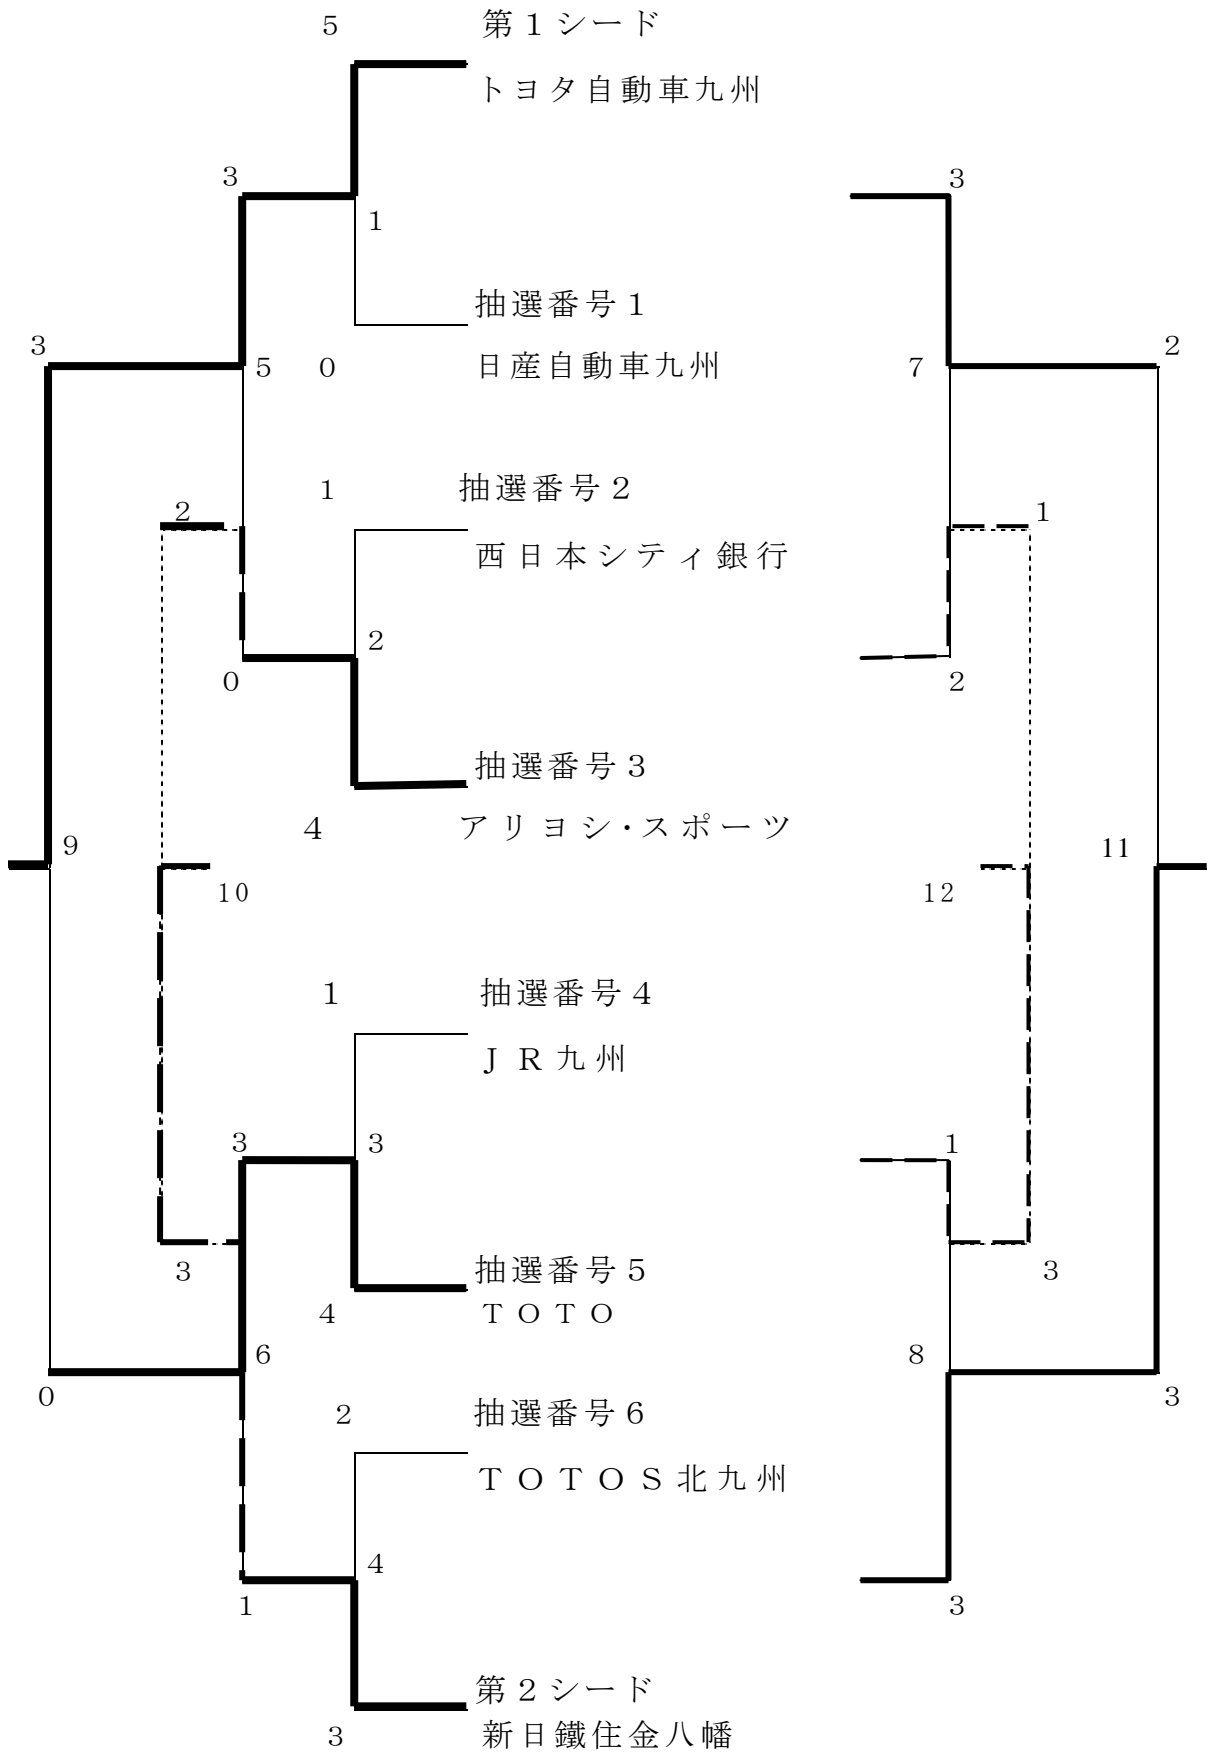 5 第1シード
トヨタ自動車九州
3 3
1
抽選番号1
3 2
5 0 日産自動車九州 7
1 抽選番号2
2 1
西日本シティ銀行
2
0 2
抽選番号3
4 アリヨシ・スポーツ
9 11
10 12
1 抽選番号4
JR九州
3 3 1
抽選番号5
3 3
4 TOTO
6 8
0 3
2 抽選番号6
TOTOS北九州
4
1 3
第2シード
3 新日鐵住金八幡